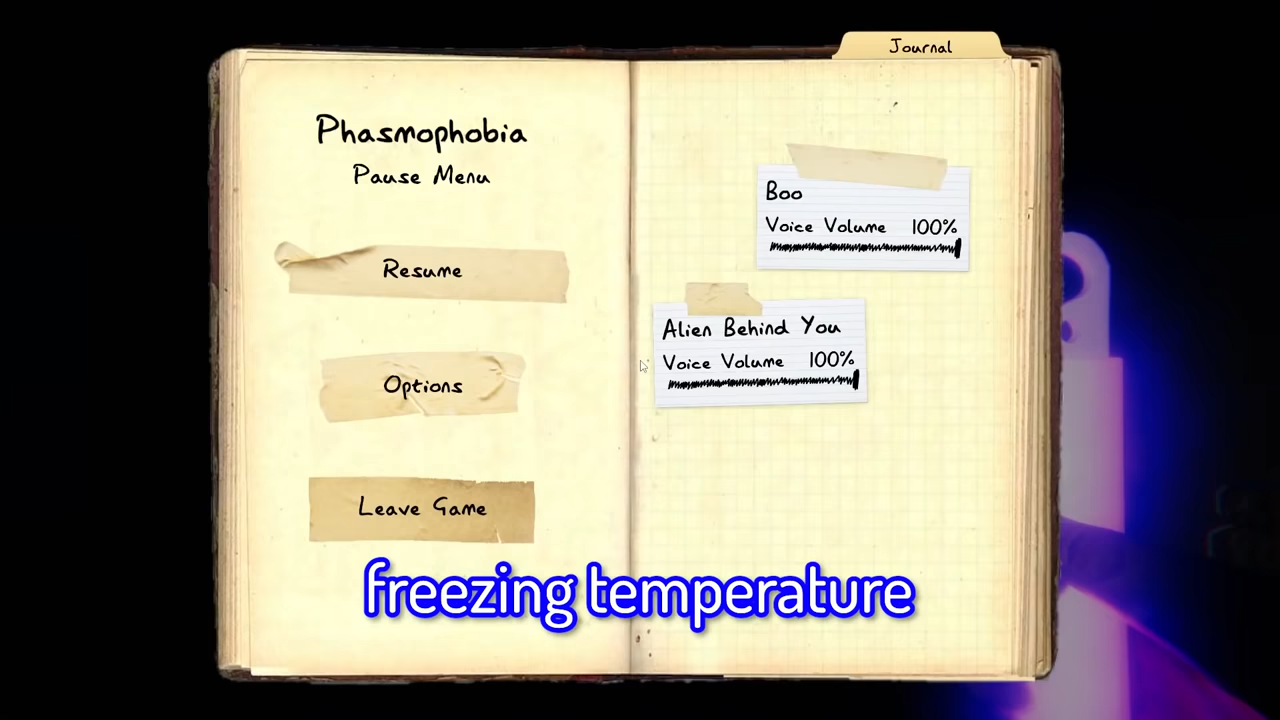 Journal
Phasmophobia
Pause Menu
Resume
Options
Leave Game
Boo
Voice Volume 100%
Alien Behind You
Voice Volume 100%
freezing temperature